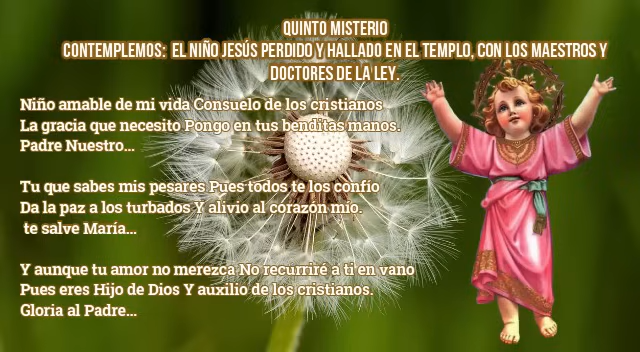 QUINTO MISTERIO
CONTEMPLEMOS: EL NIÑO JESÚS PERDIDO Y HALLADO EN EL TEMPLO, CON LOS MAESTROS Y
DOCTORES DE LA LEY.
Niño amable de mi vida Consuelo de los cristianos
La gracia que necesito Pongo en tus benditas manos.
Padre Nuestro...
Tu que sabes mis pesares Pues todos te los confío
Da la paz a los turbados Y alivio al corazón mío.
te salve María...
Y aunque tu amor no merezca No recurriré a ti en vano
Pues eres Hijo de Dios Y auxilio de los cristianos.
Gloria al Padre...